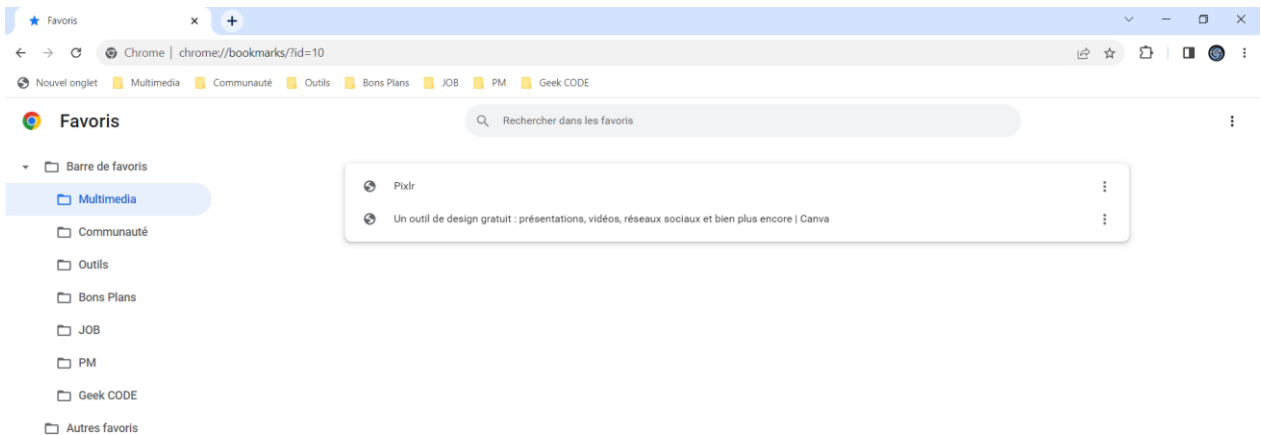 Favoris
Chrome | chrome://bookmarks/?id=10
Nouvel onglet Multimedia Communauté Outils Bons Plans JOB PM Geek CODE
Favoris
Rechercher dans les favoris
Barre de favoris
Multimedia
Communauté
Outils
Bons Plans
JOB
PM
Geek CODE
Autres favoris
Pixlr
Un outil de design gratuit : présentations, vidéos, réseaux sociaux et bien plus encore | Canva